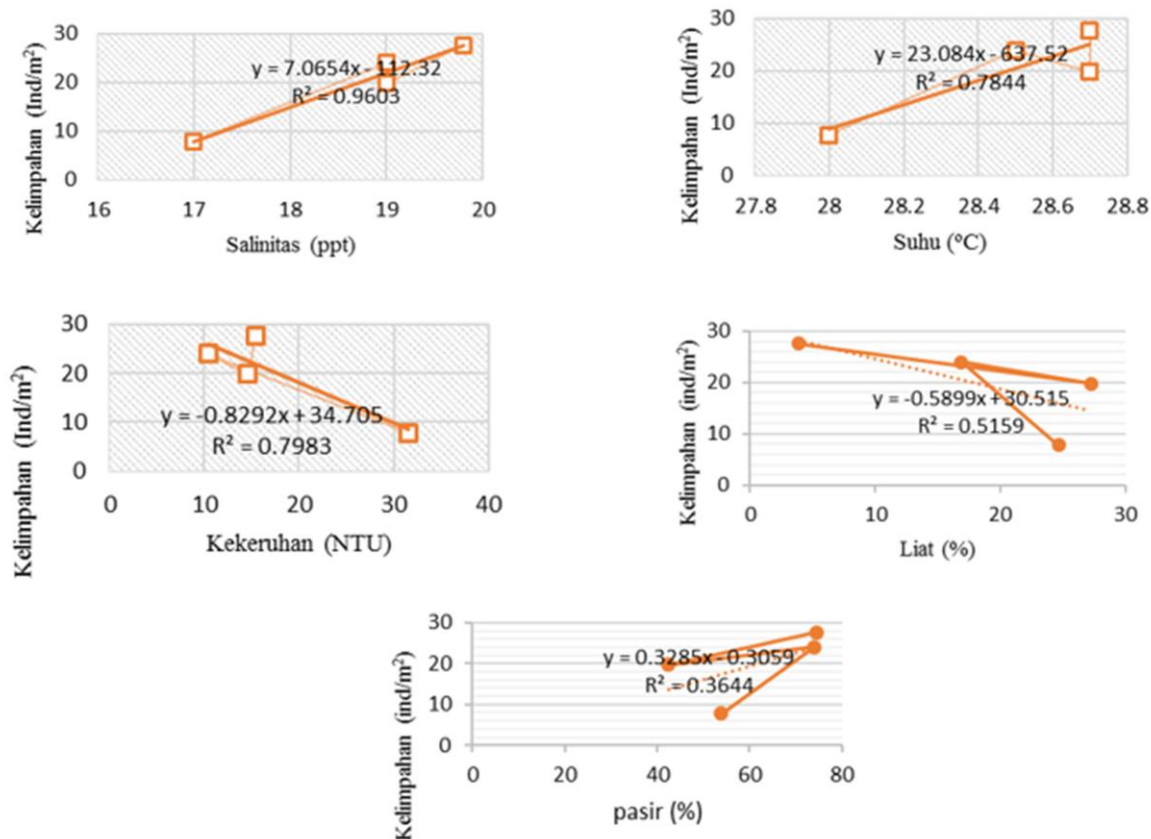 Kelimpahan (Ind/m²)
30
20
10
0
y = 7.0654x - 112.32
R² = 0.9603
16 17 18 19 20
Salinitas (ppt)
Kelimpahan (Ind/m²)
30
20
10
0
y = 23.084x - 637.52
R² = 0.7844
27.8 28 28.2 28.4 28.6 28.8
Suhu (ºC)
Kelimpahan (Ind/m²)
30
20
10
0
y = -0.8292x + 34.705
R² = 0.7983
0 10 20 30 40
Kekeruhan (NTU)
Kelimpahan (ind/m²)
30
20
10
0
y = -0.5899x + 30.515
R² = 0.5159
0 10 20 30
Liat (%)
Kelimpahan (ind/m²)
30
20
10
0
y = 0.3285x - 0.3059
R² = 0.3644
0 20 40 60 80
pasir (%)